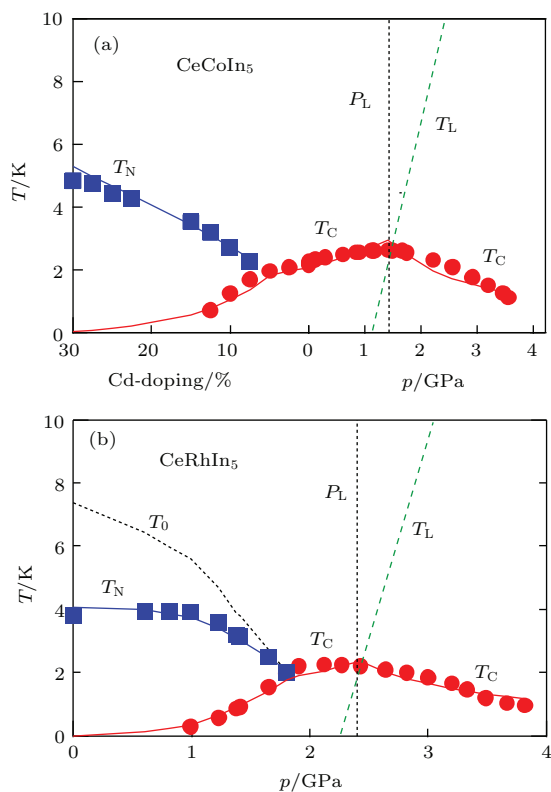 10
(a)
CeCoIn5
8
PL
TL
6
T/K
TN
4
TC
TC
2
0
30 20 10 0 1 2 3 4
Cd-doping/% p/GPa
10
(b)
CeRhIn5
8
PL
T0
TL
6
T/K
TN
4
TC
TC
2
0
0 1 2 3 4
p/GPa